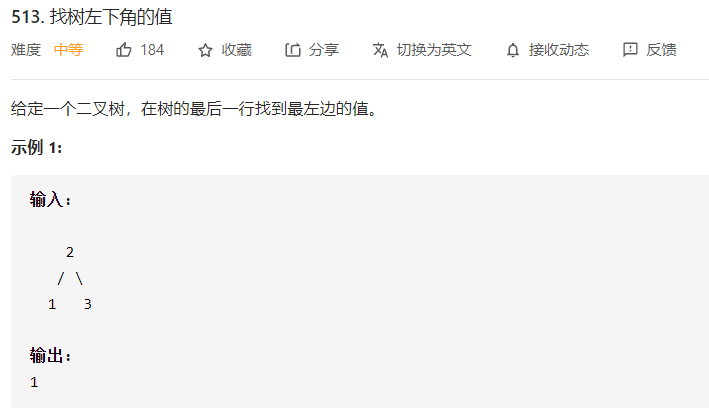 513. 找树左下角的值
难度 中等 184 收藏 分享 切换为英文 接收动态 反馈
给定一个二叉树，在树的最后一行找到最左边的值。
示例 1:
输入:
2
/ \
1 3
输出:
1